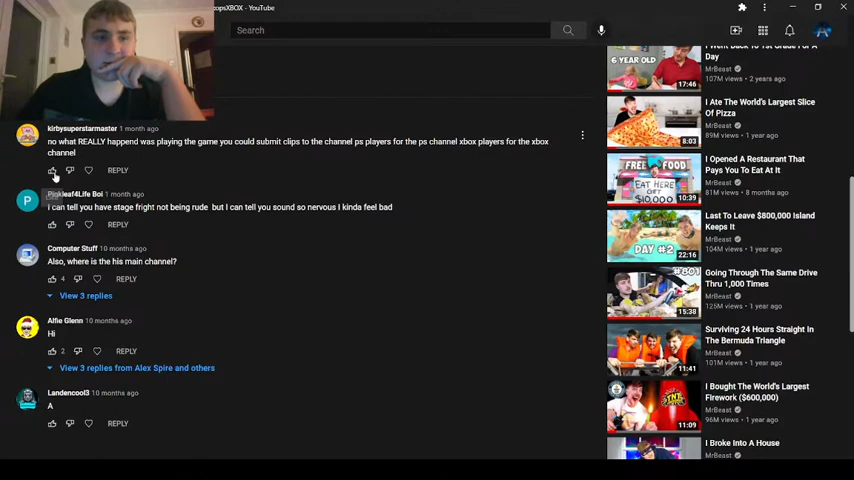 opsXBOX - YouTube
Search
kirbysuperstarmaster 1 month ago
no what REALLY happend was playing the game you could submit clips to the channel ps players for the ps channel xbox players for the xbox
channel
REPLY
Pinkleaf4Life Boi 1 month ago
I can tell you have stage fright not being rude but I can tell you sound so nervous I kinda feel bad
REPLY
Computer Stuff 10 months ago
Also, where is the his main channel?
4 REPLY
View 3 replies
Alfie Glenn 10 months ago
Hi
2 REPLY
View 3 replies from Alex Spire and others
Landencool3 10 months ago
A
REPLY
I Went Back To 1st Grade For A
Day
MrBeast
107M views • 2 years ago
6 YEAR OLD
17:46
I Ate The World's Largest Slice
Of Pizza
MrBeast
89M views • 1 year ago
8:03
I Opened A Restaurant That
Pays You To Eat At It
MrBeast
81M views • 8 months ago
FREE FOOD
EAT HERE
GET $10,000
10:39
Last To Leave $800,000 Island
Keeps It
MrBeast
104M views • 1 year ago
DAY #2
22:16
Going Through The Same Drive
Thru 1,000 Times
MrBeast
125M views • 1 year ago
#801
15:38
Surviving 24 Hours Straight In
The Bermuda Triangle
MrBeast
101M views • 1 year ago
11:41
I Bought The World's Largest
Firework ($600,000)
MrBeast
96M views • 1 year ago
TNT
11:09
I Broke Into A House